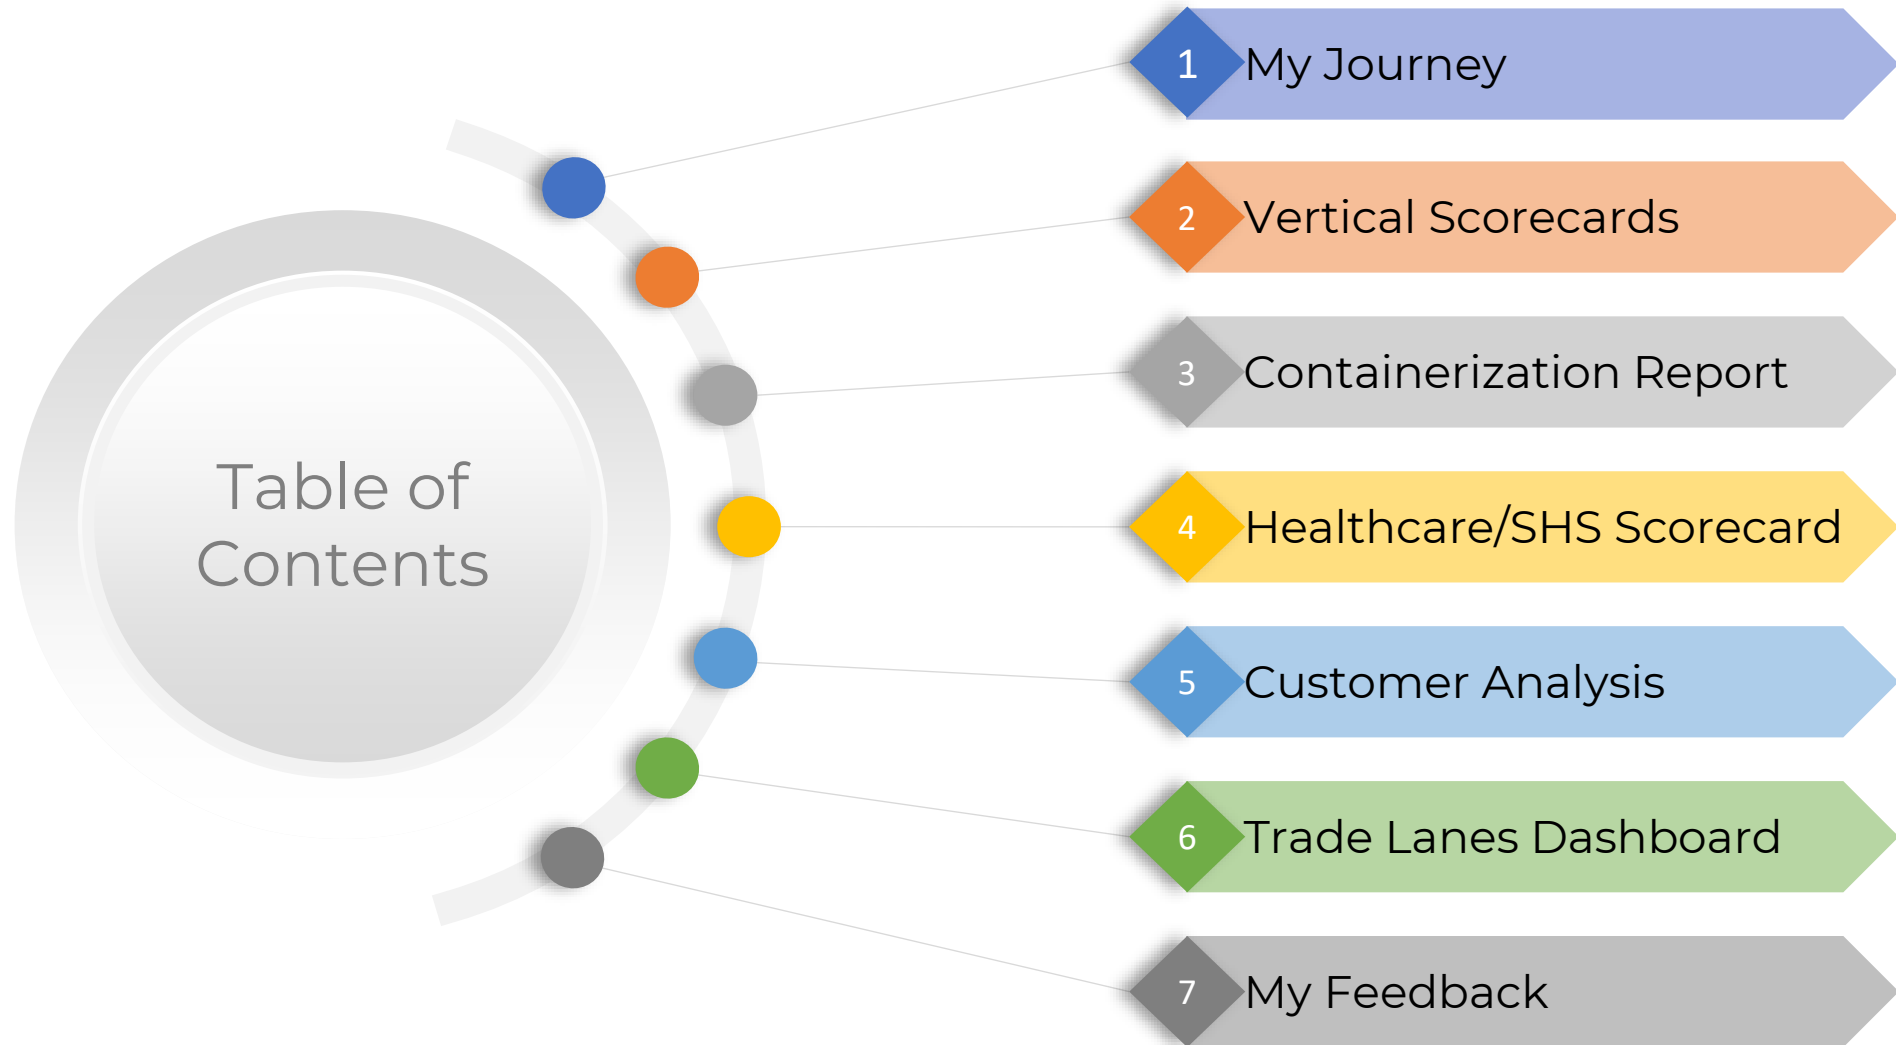 Table of
Contents
1 My Journey
2 Vertical Scorecards
3 Containerization Report
4 Healthcare/SHS Scorecard
5 Customer Analysis
6 Trade Lanes Dashboard
7 My Feedback